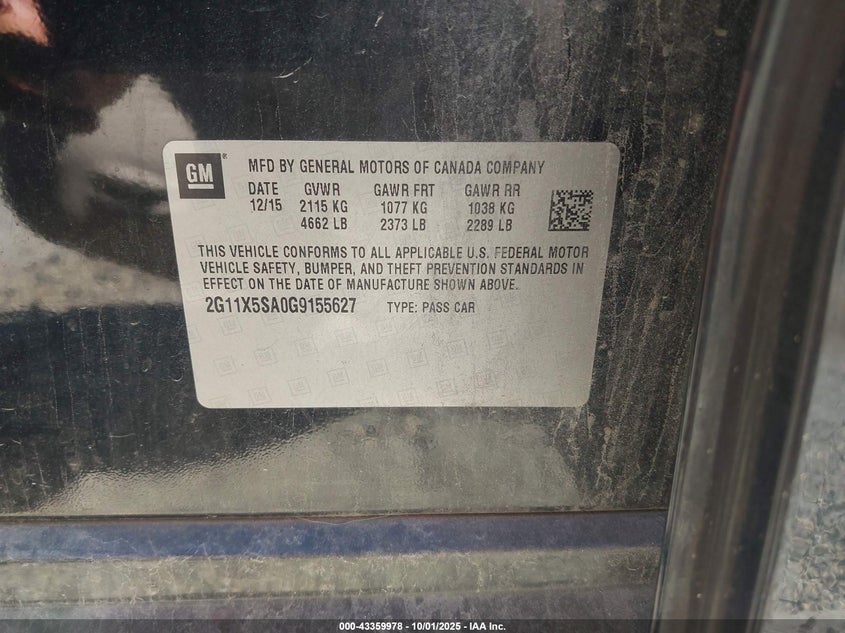 GM
MFD BY GENERAL MOTORS OF CANADA COMPANY
DATE GVWR GAWR FRT GAWR RR
12/15 2115 KG 1077 KG 1038 KG
4662 LB 2373 LB 2289 LB
THIS VEHICLE CONFORMS TO ALL APPLICABLE U.S. FEDERAL MOTOR
VEHICLE SAFETY, BUMPER, AND THEFT PREVENTION STANDARDS IN
EFFECT ON THE DATE OF MANUFACTURE SHOWN ABOVE.
2G11X5SA0G9155627 TYPE: PASS CAR
000-43359978 - 10/01/2025 - IAA Inc.